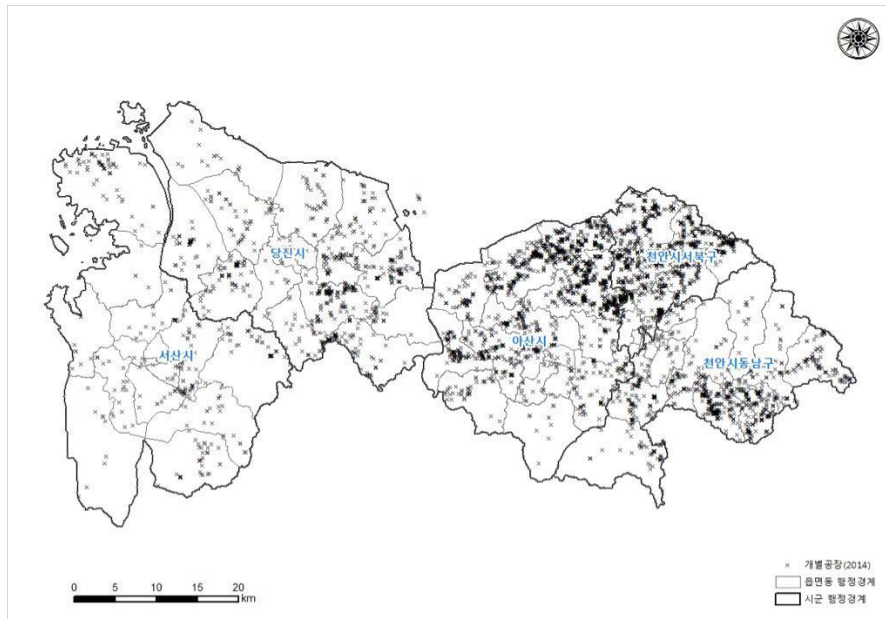 당진시
천안시서북구
아산시
서산시
천안시동남구
개별공장(2014)
읍면동 행정경계
시군 행정경계
0 5 10 15 20
km